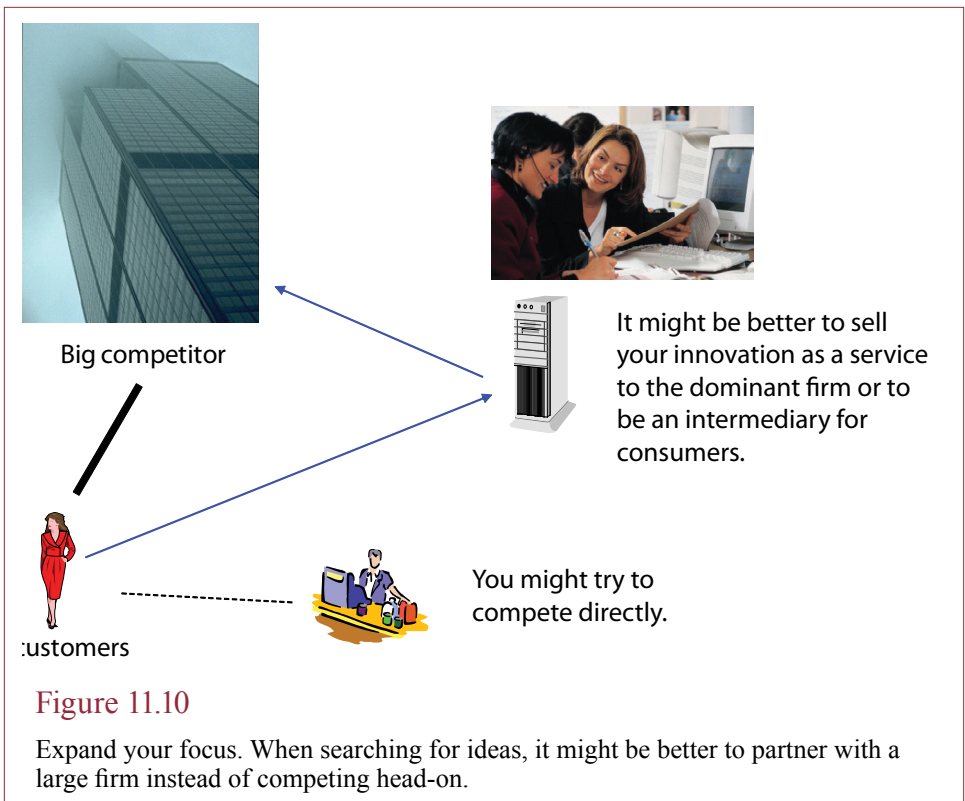 Big competitor
It might be better to sell
your innovation as a service
to the dominant firm or to
be an intermediary for
consumers.
You might try to
compete directly.
:ustomers
Figure 11.10
Expand your focus. When searching for ideas, it might be better to partner with a
large firm instead of competing head-on.